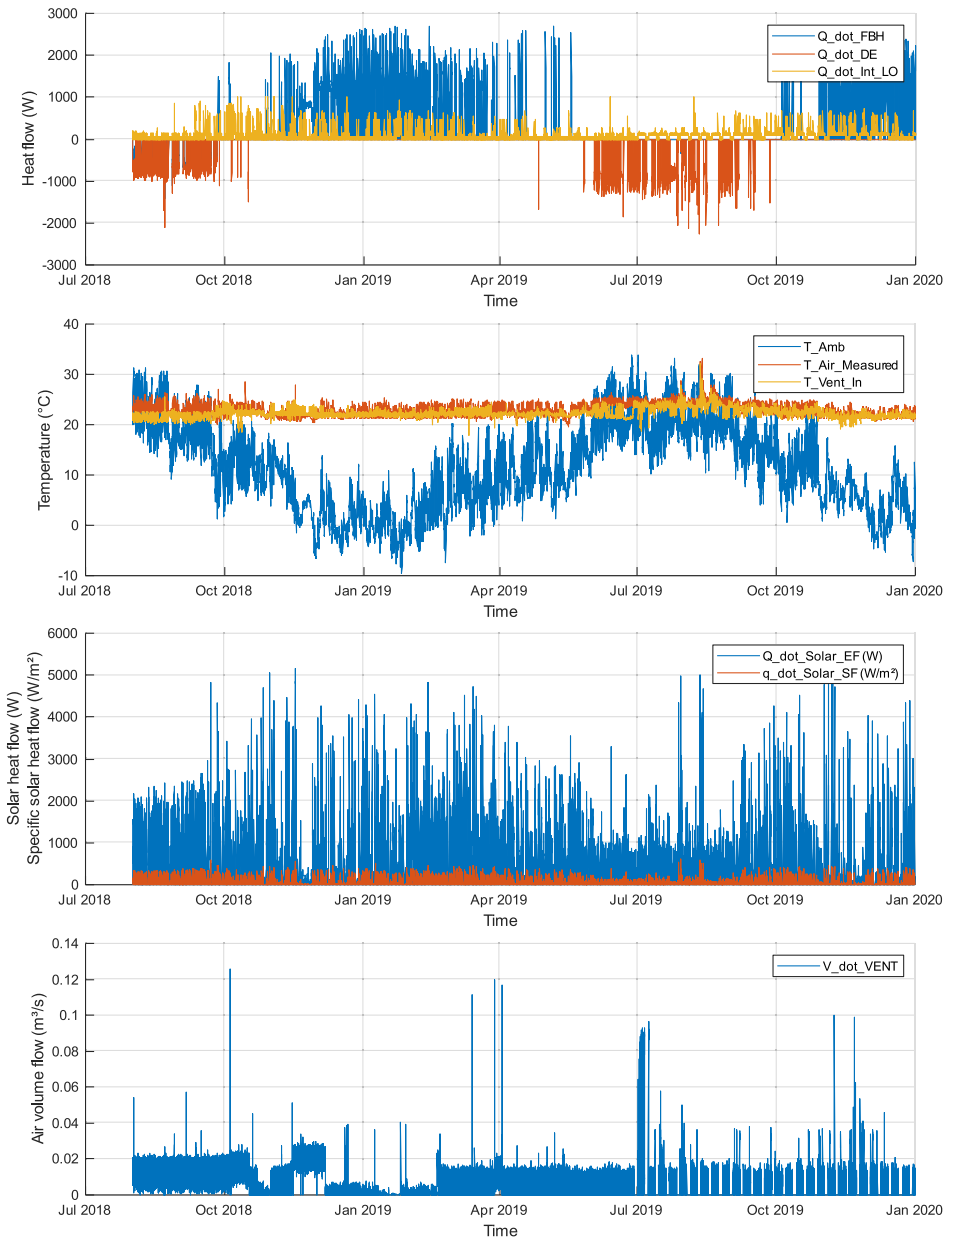 3000
2000
1000
0
-1000
-2000
-3000
Heat flow (W)
Q_dot_FBH
Q_dot_DE
Q_dot_Int_LO
Jul 2018 Oct 2018 Jan 2019 Apr 2019 Jul 2019 Oct 2019 Jan 2020
Time
40
30
20
10
0
-10
Temperature (°C)
T_Amb
T_Air_Measured
T_Vent_In
Jul 2018 Oct 2018 Jan 2019 Apr 2019 Jul 2019 Oct 2019 Jan 2020
Time
6000
5000
4000
3000
2000
1000
0
Solar heat flow (W)
Specific solar heat flow (W/m²)
Q_dot_Solar_EF (W)
q_dot_Solar_SF (W/m²)
Jul 2018 Oct 2018 Jan 2019 Apr 2019 Jul 2019 Oct 2019 Jan 2020
Time
0.14
0.12
0.1
0.08
0.06
0.04
0.02
0
Air volume flow (m³/s)
V_dot_VENT
Jul 2018 Oct 2018 Jan 2019 Apr 2019 Jul 2019 Oct 2019 Jan 2020
Time